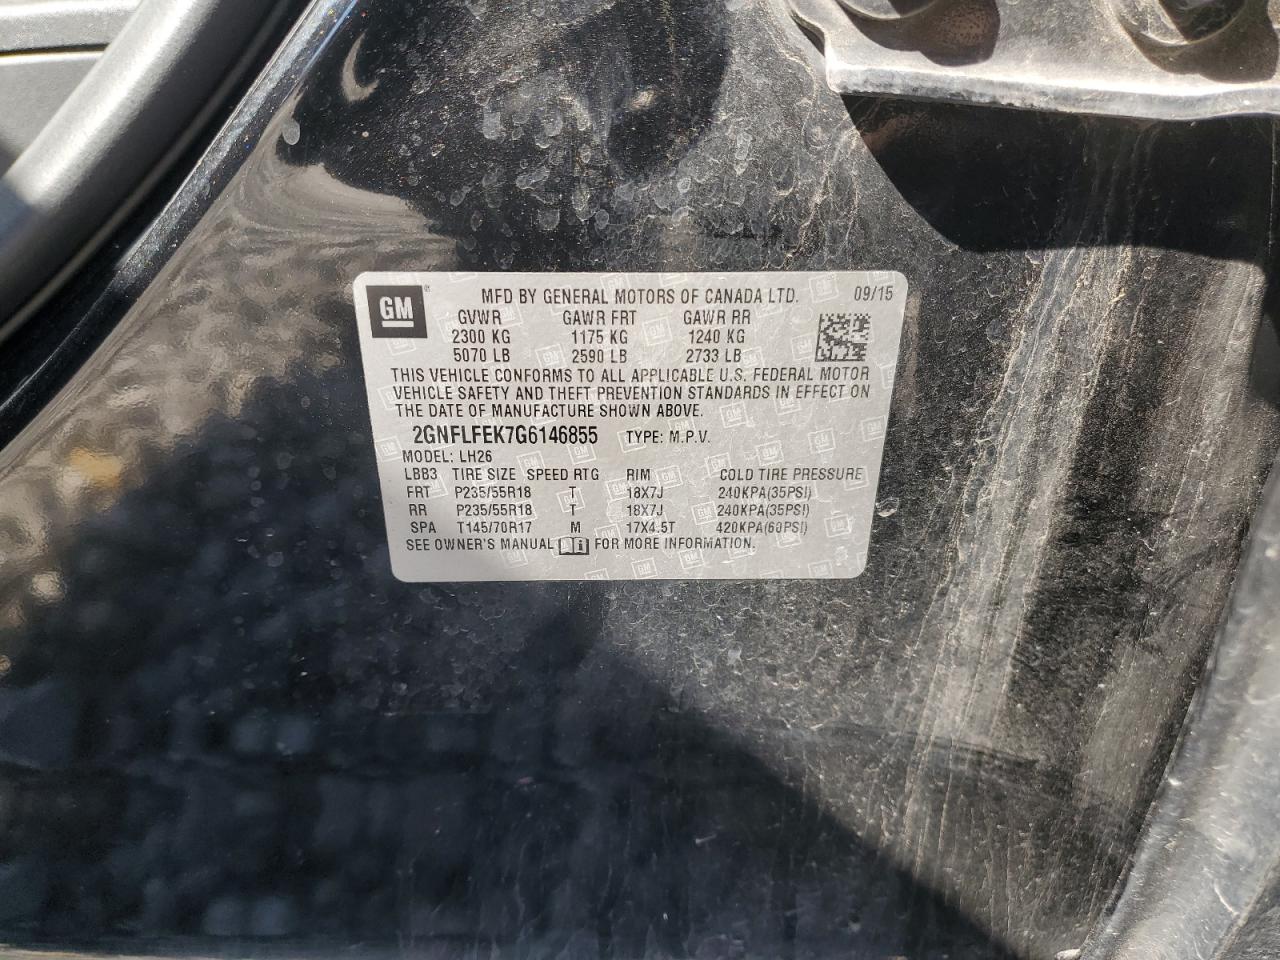 GM MFD BY GENERAL MOTORS OF CANADA LTD. 09/15
GVWR GAWR FRT GAWR RR
2300 KG 1175 KG 1240 KG
5070 LB 2590 LB 2733 LB
THIS VEHICLE CONFORMS TO ALL APPLICABLE U.S. FEDERAL MOTOR
VEHICLE SAFETY AND THEFT PREVENTION STANDARDS IN EFFECT ON
THE DATE OF MANUFACTURE SHOWN ABOVE.
2GNFLFEK7G6146855 TYPE: M.P.V.
MODEL: LH26
LBB3 TIRE SIZE SPEED RTG RIM COLD TIRE PRESSURE
FRT P235/55R18 T 18X7J 240KPA(35PSI)
RR P235/55R18 T 18X7J 240KPA(35PSI)
SPA T145/70R17 M 17X4.5T 420KPA(60PSI)
SEE OWNER'S MANUAL FOR MORE INFORMATION.